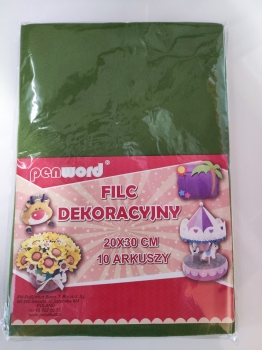 penword
FILC
DEKORACYJNY
20X30 CM
10 ARKUSZY